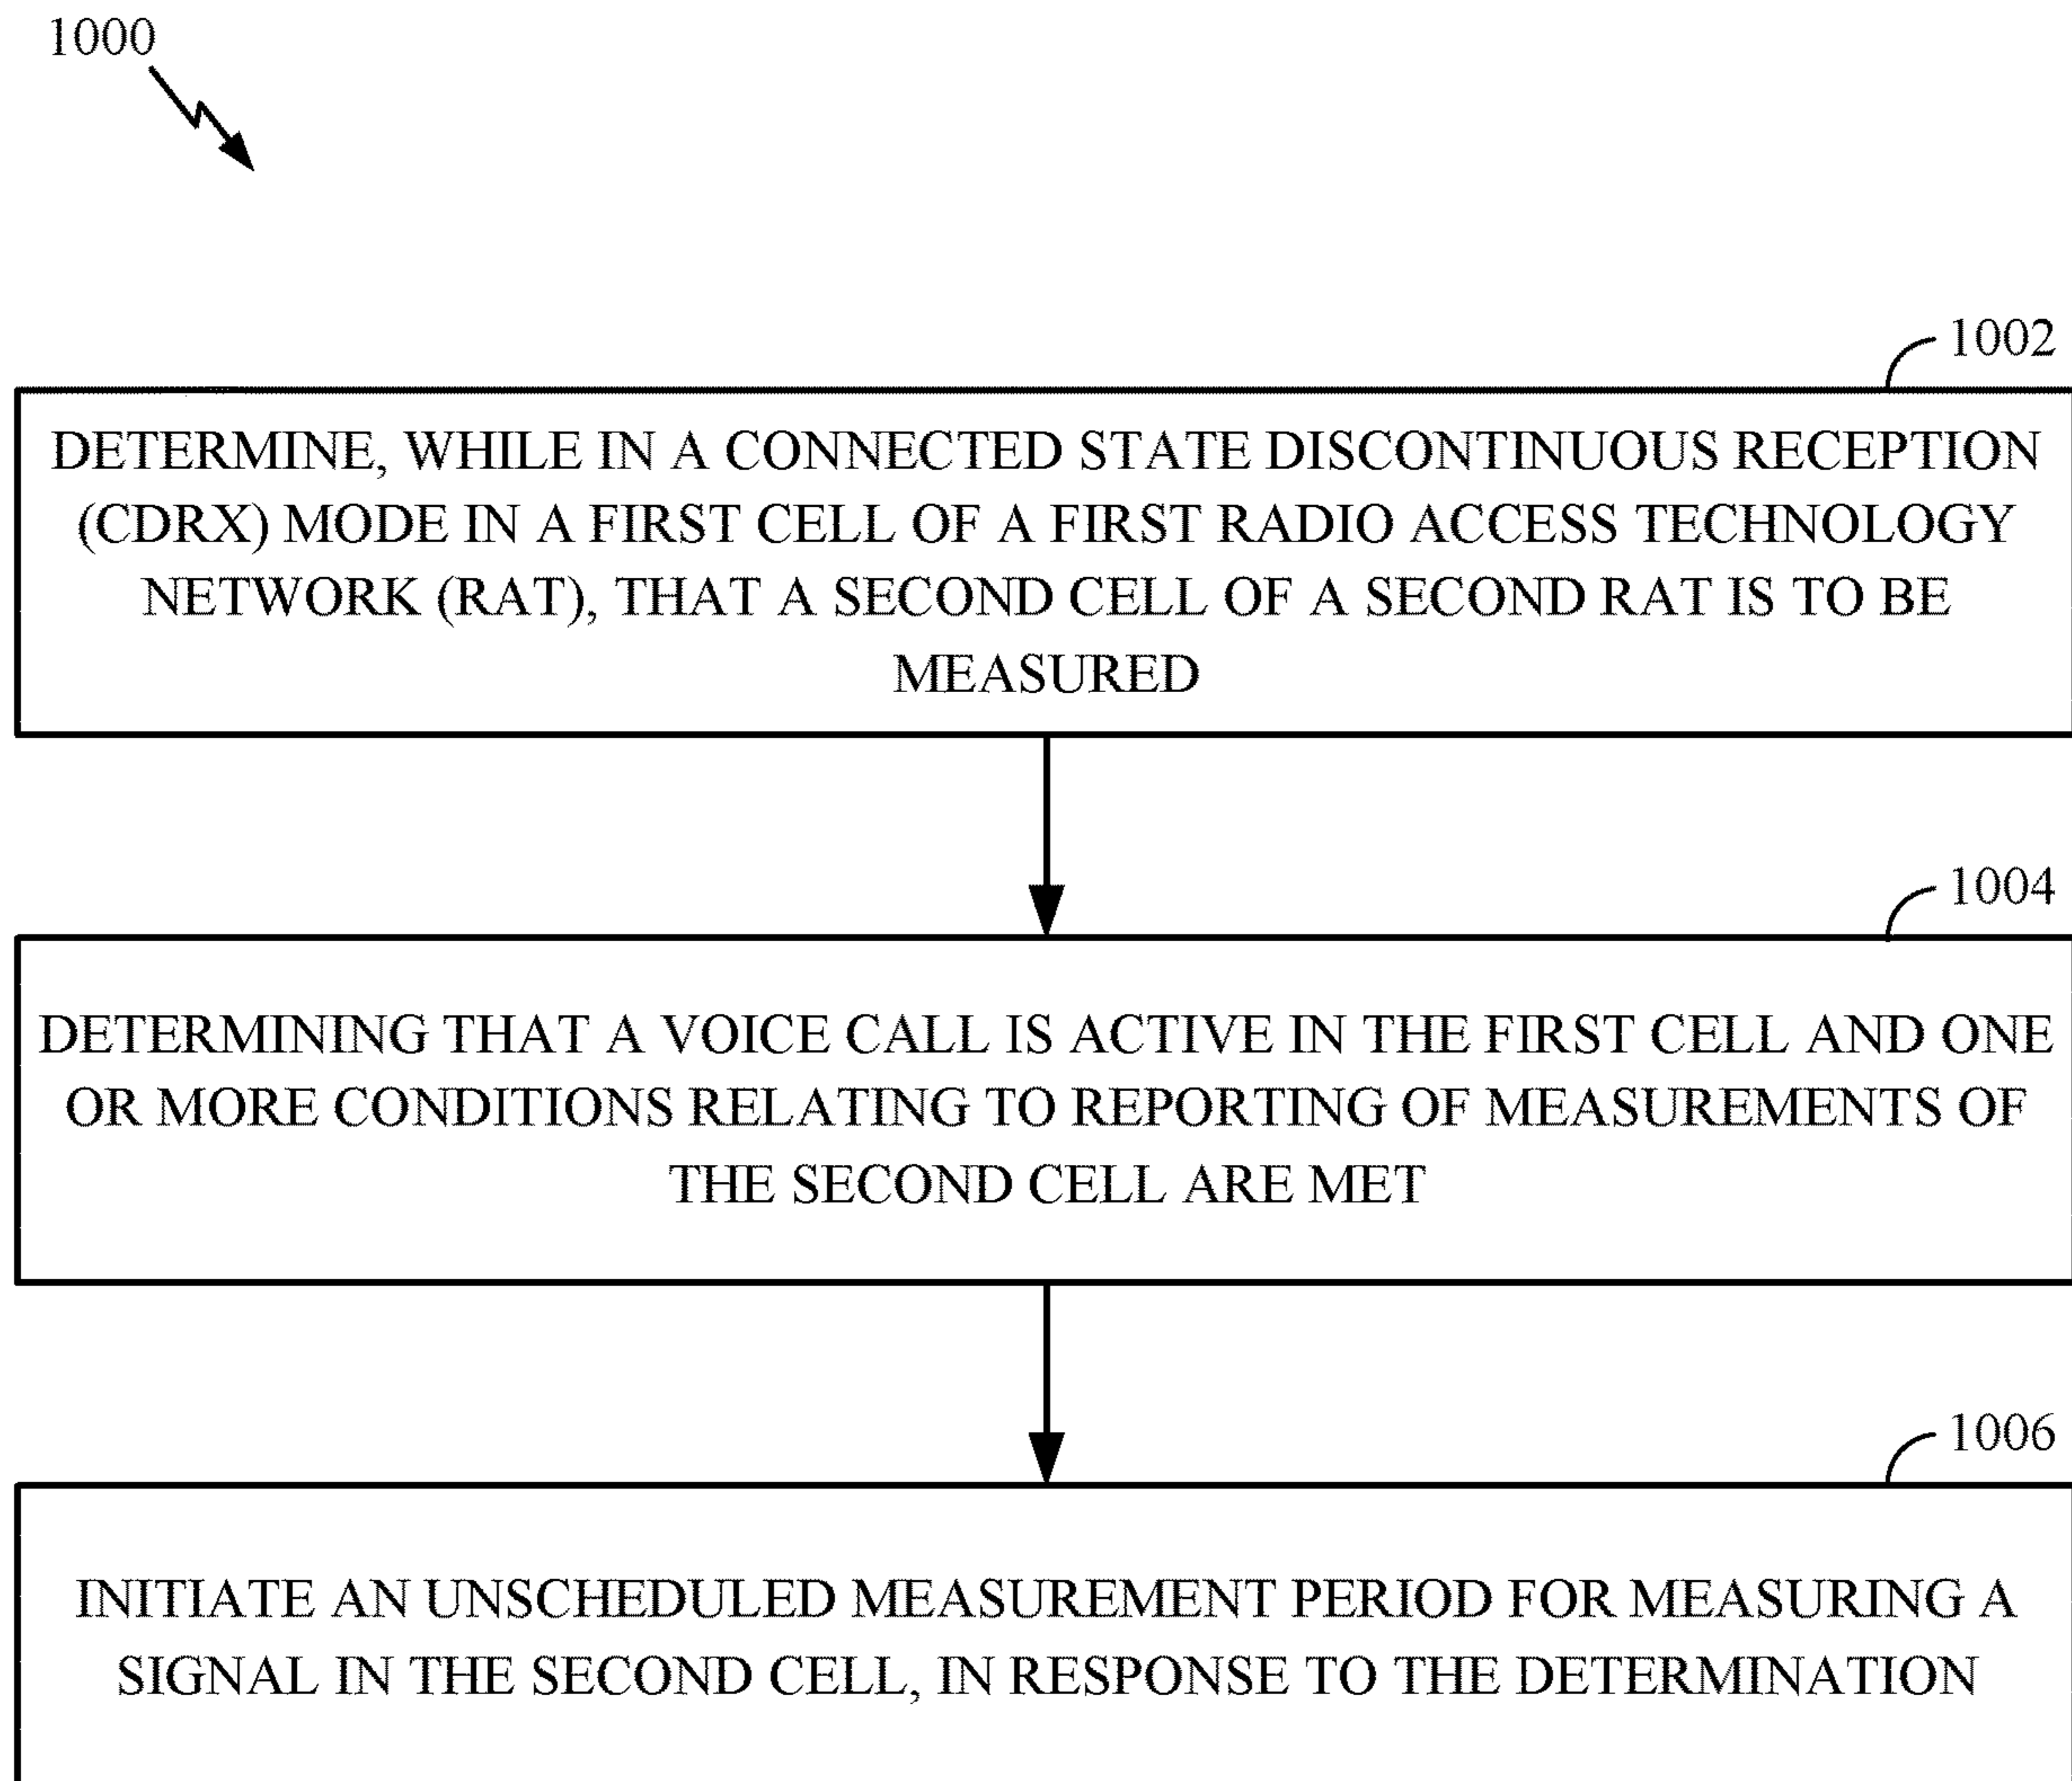 1000
1002
DETERMINE, WHILE IN A CONNECTED STATE DISCONTINUOUS RECEPTION
(CDRX) MODE IN A FIRST CELL OF A FIRST RADIO ACCESS TECHNOLOGY
NETWORK (RAT), THAT A SECOND CELL OF A SECOND RAT IS TO BE
MEASURED
1004
DETERMINING THAT A VOICE CALL IS ACTIVE IN THE FIRST CELL AND ONE
OR MORE CONDITIONS RELATING TO REPORTING OF MEASUREMENTS OF
THE SECOND CELL ARE MET
1006
INITIATE AN UNSCHEDULED MEASUREMENT PERIOD FOR MEASURING A
SIGNAL IN THE SECOND CELL, IN RESPONSE TO THE DETERMINATION